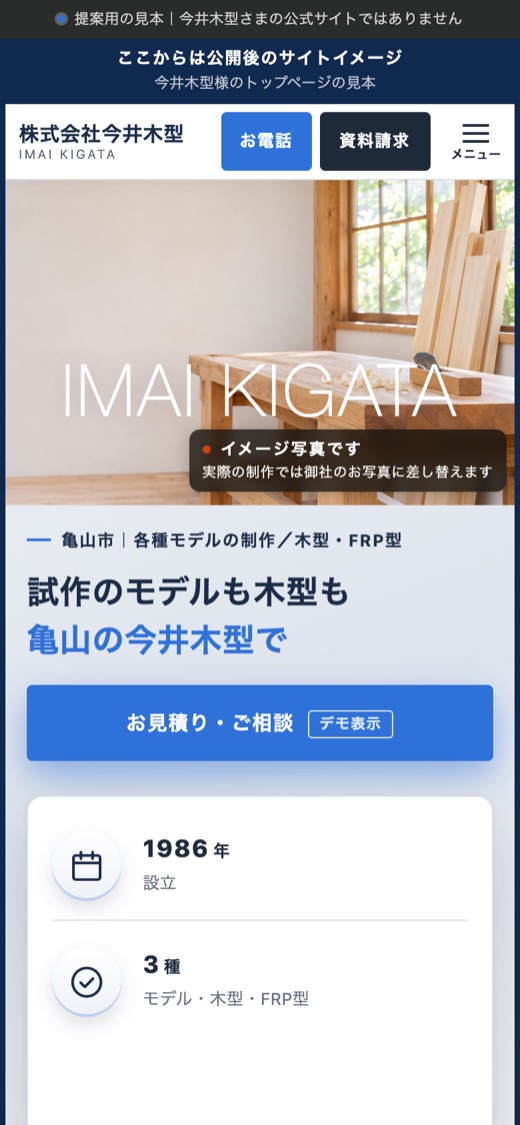 提案用の見本｜今井木型さまの公式サイトではありません
ここからは公開後のサイトイメージ
今井木型様のトップページの見本
株式会社今井木型
IMAI KIGATA
お電話
資料請求
メニュー
IMAI KIGATA
イメージ写真です
実際の制作では御社のお写真に差し替えます
亀山市｜各種モデルの制作／木型・FRP型
試作のモデルも木型も
亀山の今井木型で
お見積り・ご相談 デモ表示
1986 年
設立
3 種
モデル・木型・FRP型